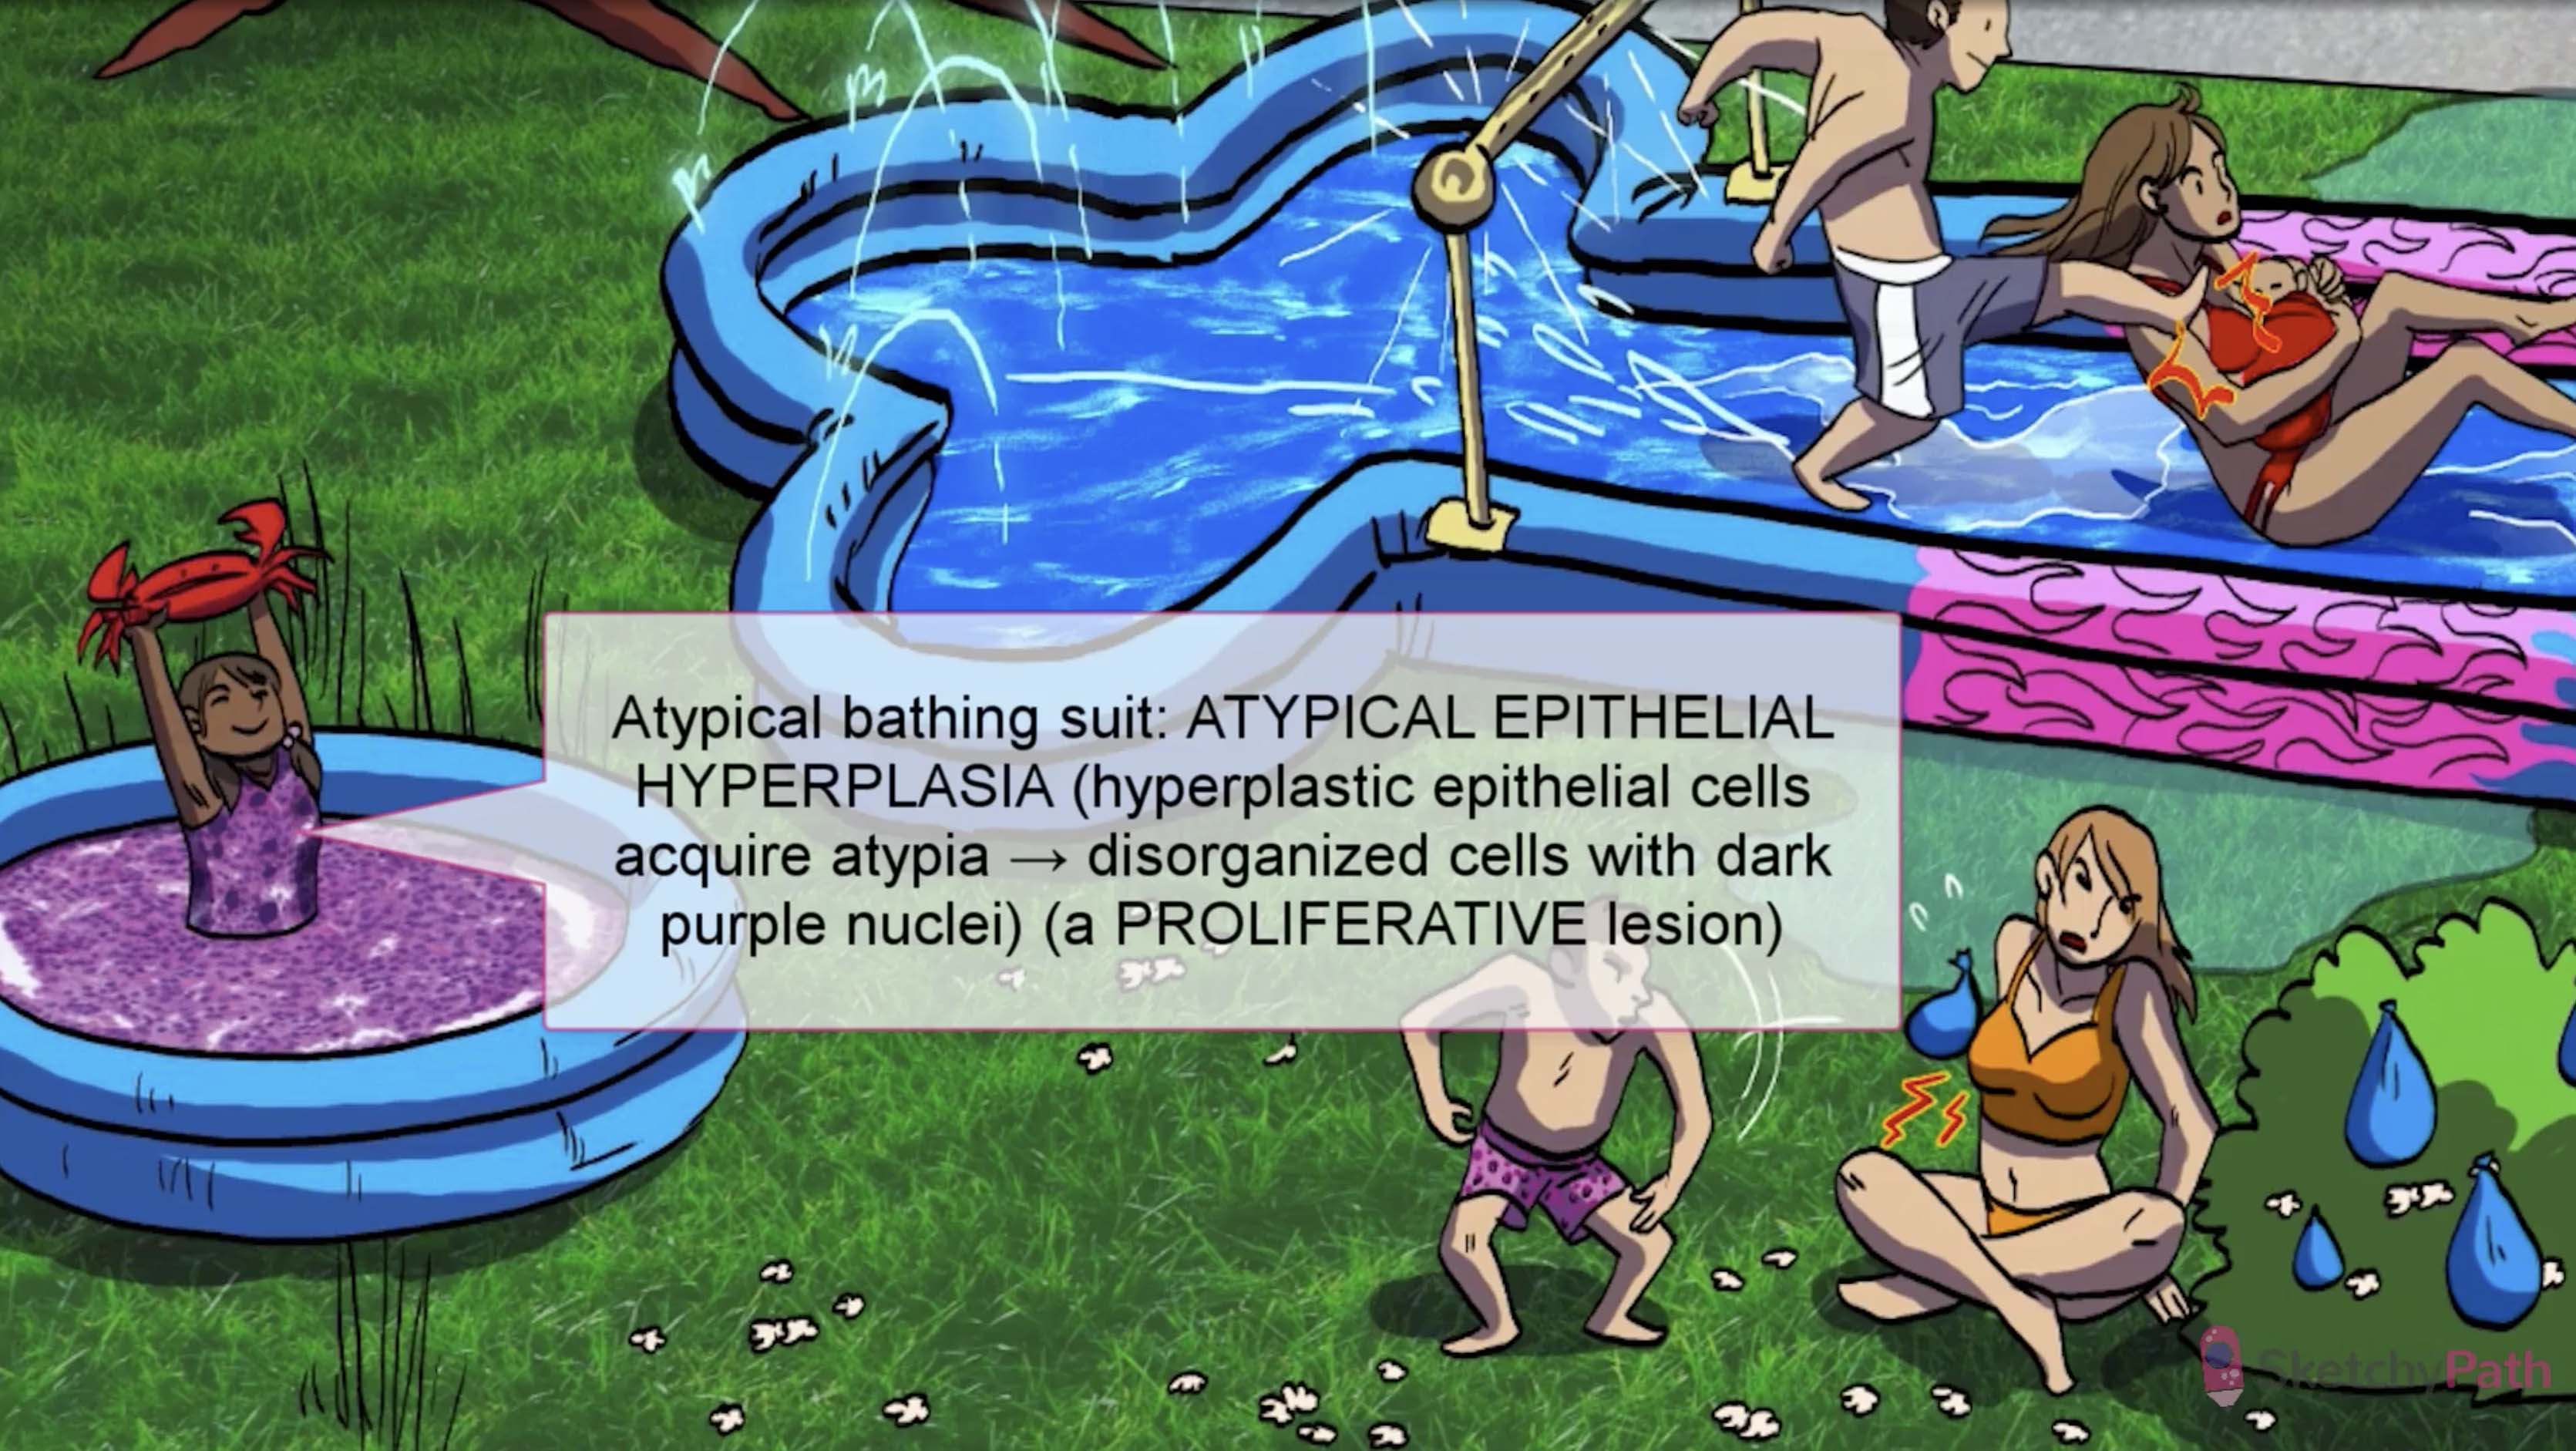 Atypical bathing suit: ATYPICAL EPITHELIAL
HYPERPLASIA (hyperplastic epithelial cells
acquire atypia → disorganized cells with dark
purple nuclei) (a PROLIFERATIVE lesion)
SketchyPath